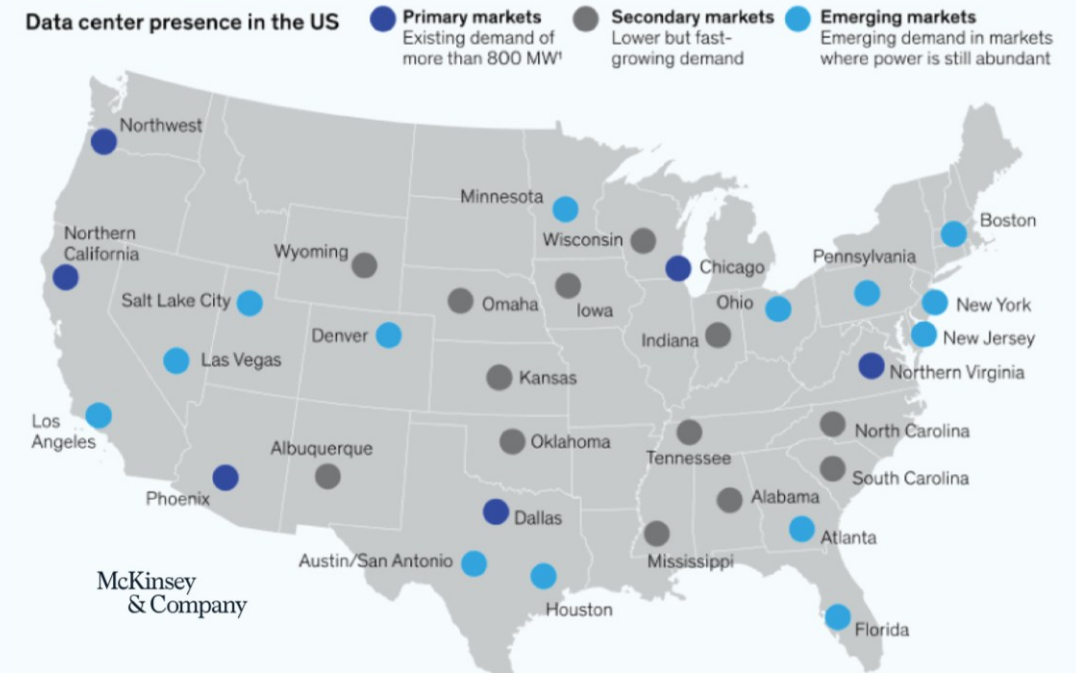 Data center presence in the US
Primary markets
Existing demand of
more than 800 MW¹
Secondary markets
Lower but fast-
growing demand
Emerging markets
Emerging demand in markets
where power is still abundant
Northwest
Minnesota
Boston
Northern
California
Wyoming
Wisconsin
Pennsylvania
Chicago
Salt Lake City
Omaha
Iowa
Ohio
New York
Denver
Indiana
New Jersey
Las Vegas
Kansas
Northern Virginia
Los
Angeles
Albuquerque
Oklahoma
Tennessee
North Carolina
South Carolina
Phoenix
Dallas
Alabama
Atlanta
Austin/San Antonio
Mississippi
McKinsey
& Company
Houston
Florida